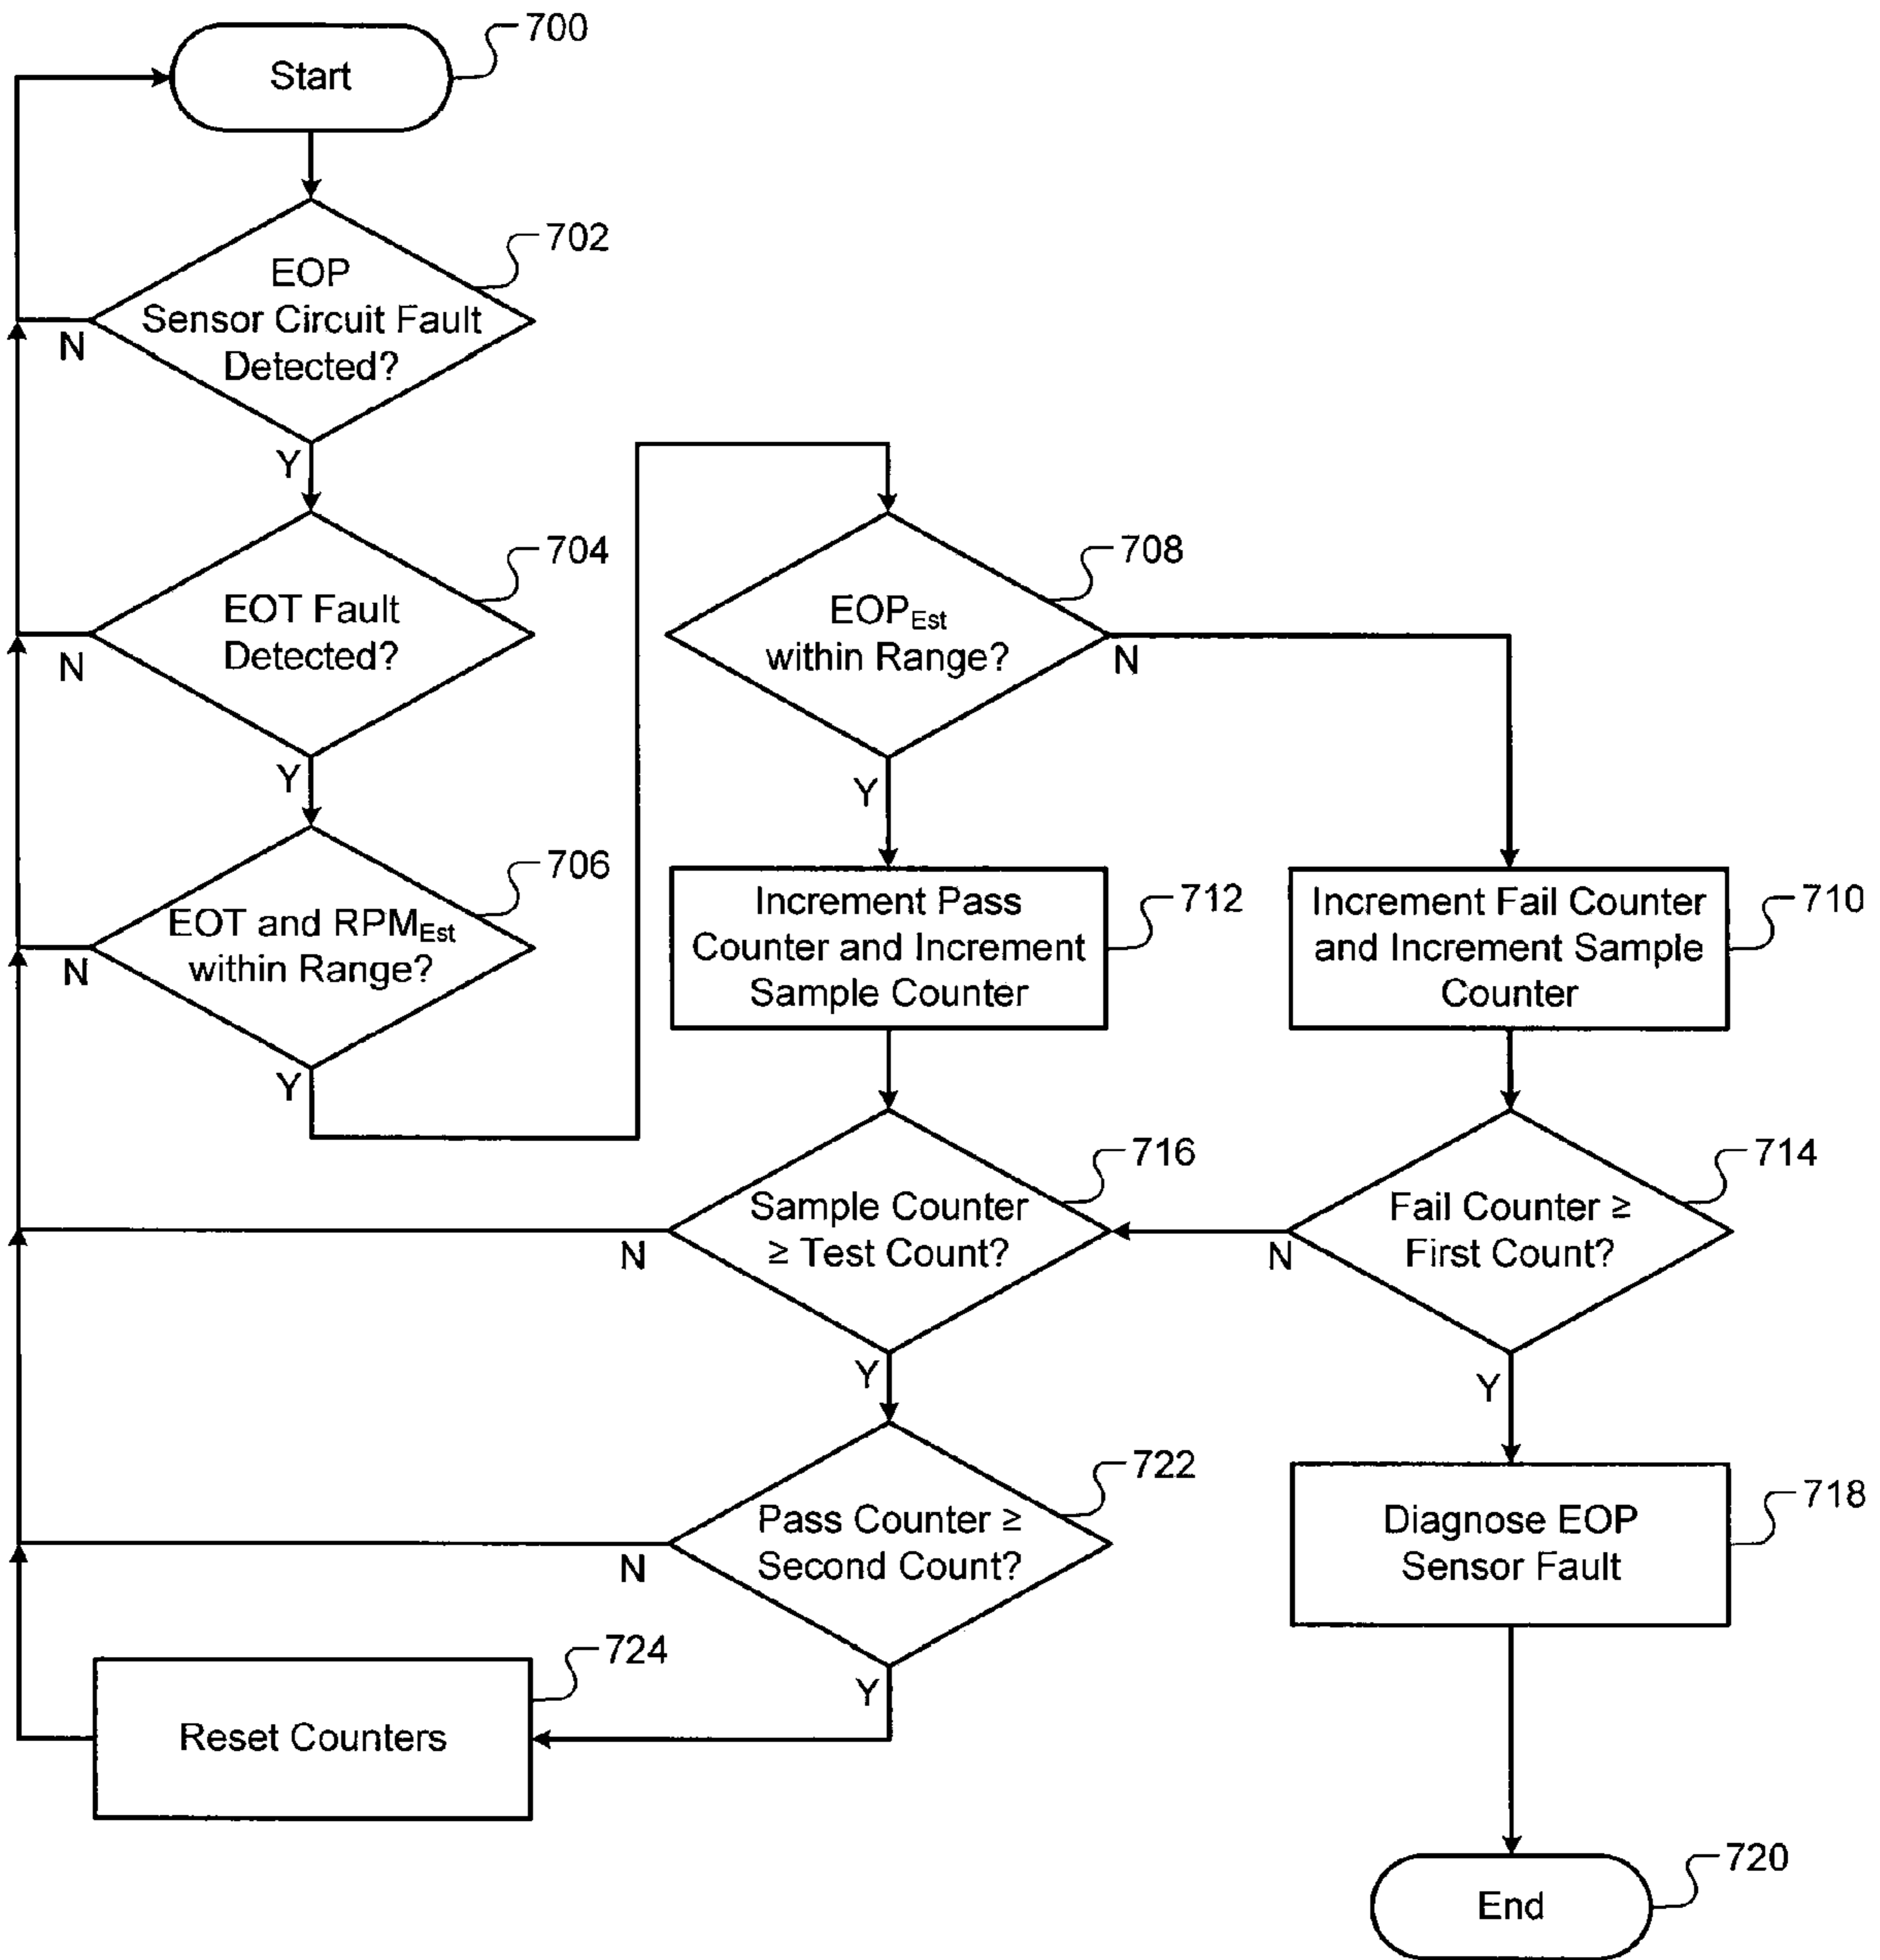 700
Start
702
EOP
Sensor Circuit Fault
Detected?
N
Y
704
EOT Fault
Detected?
N
Y
706
EOT and RPMEst
within Range?
N
Y
708
EOPEst
within Range?
N
Y
712
Increment Pass
Counter and Increment
Sample Counter
710
Increment Fail Counter
and Increment Sample
Counter
716
Sample Counter
≥ Test Count?
N
Y
714
Fail Counter ≥
First Count?
N
Y
722
Pass Counter ≥
Second Count?
N
Y
718
Diagnose EOP
Sensor Fault
724
Reset Counters
720
End